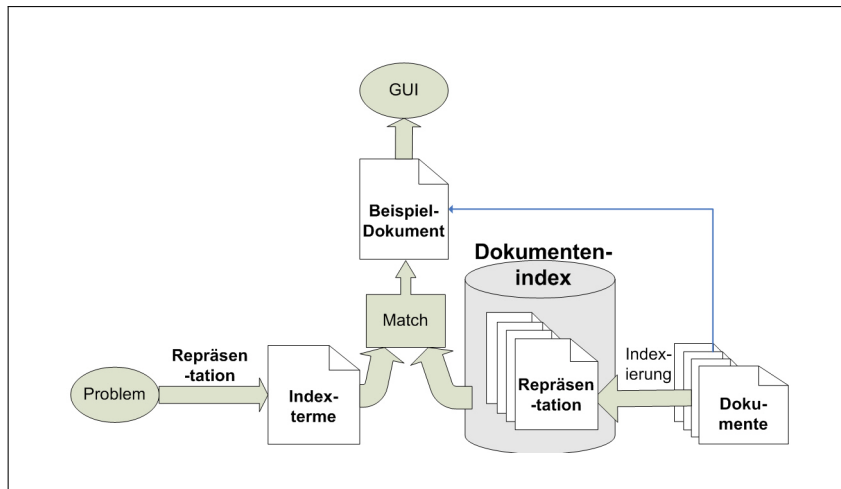 GUI
Beispiel-
Dokument
Dokumenten-
index
Match
Repräsen
-tation
Problem
Index-
terme
Repräsen
-tation
Index-
ierung
Doku-
mente